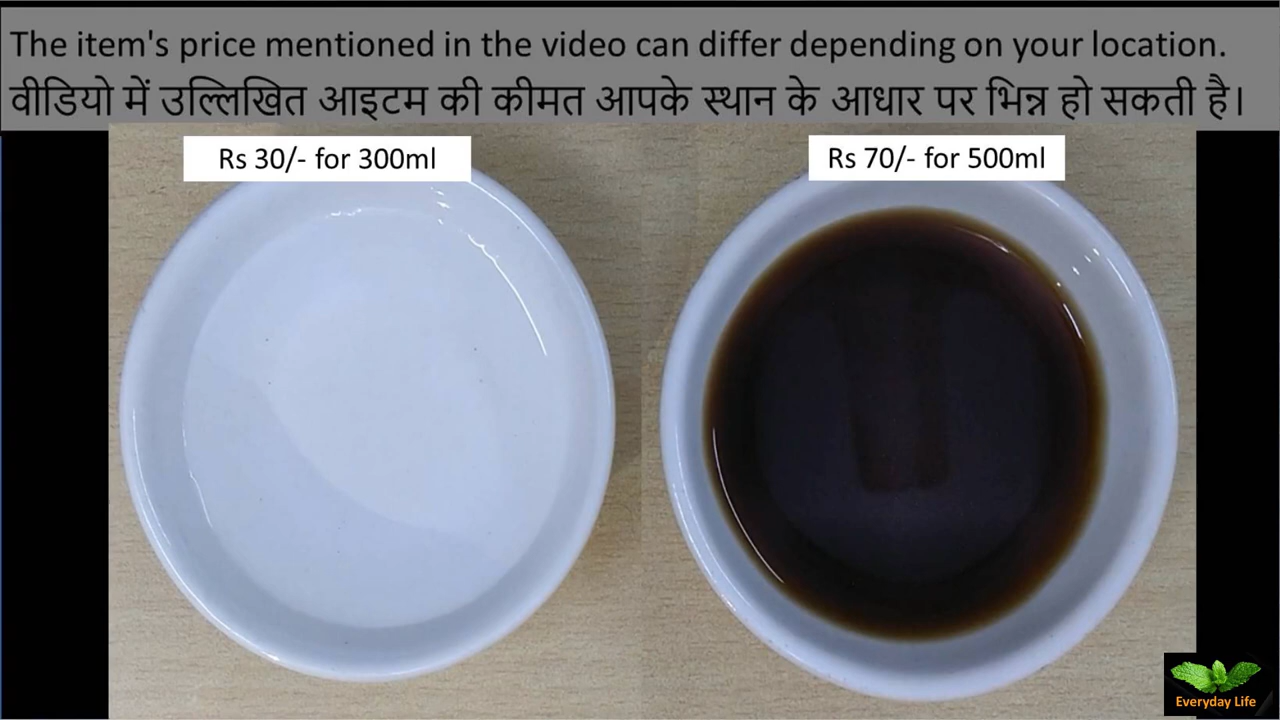 The item's price mentioned in the video can differ depending on your location.
वीडियो में उल्लिखित आइटम की कीमत आपके स्थान के आधार पर भिन्न हो सकती है।
Rs 30/- for 300ml
Rs 70/- for 500ml
Everyday Life